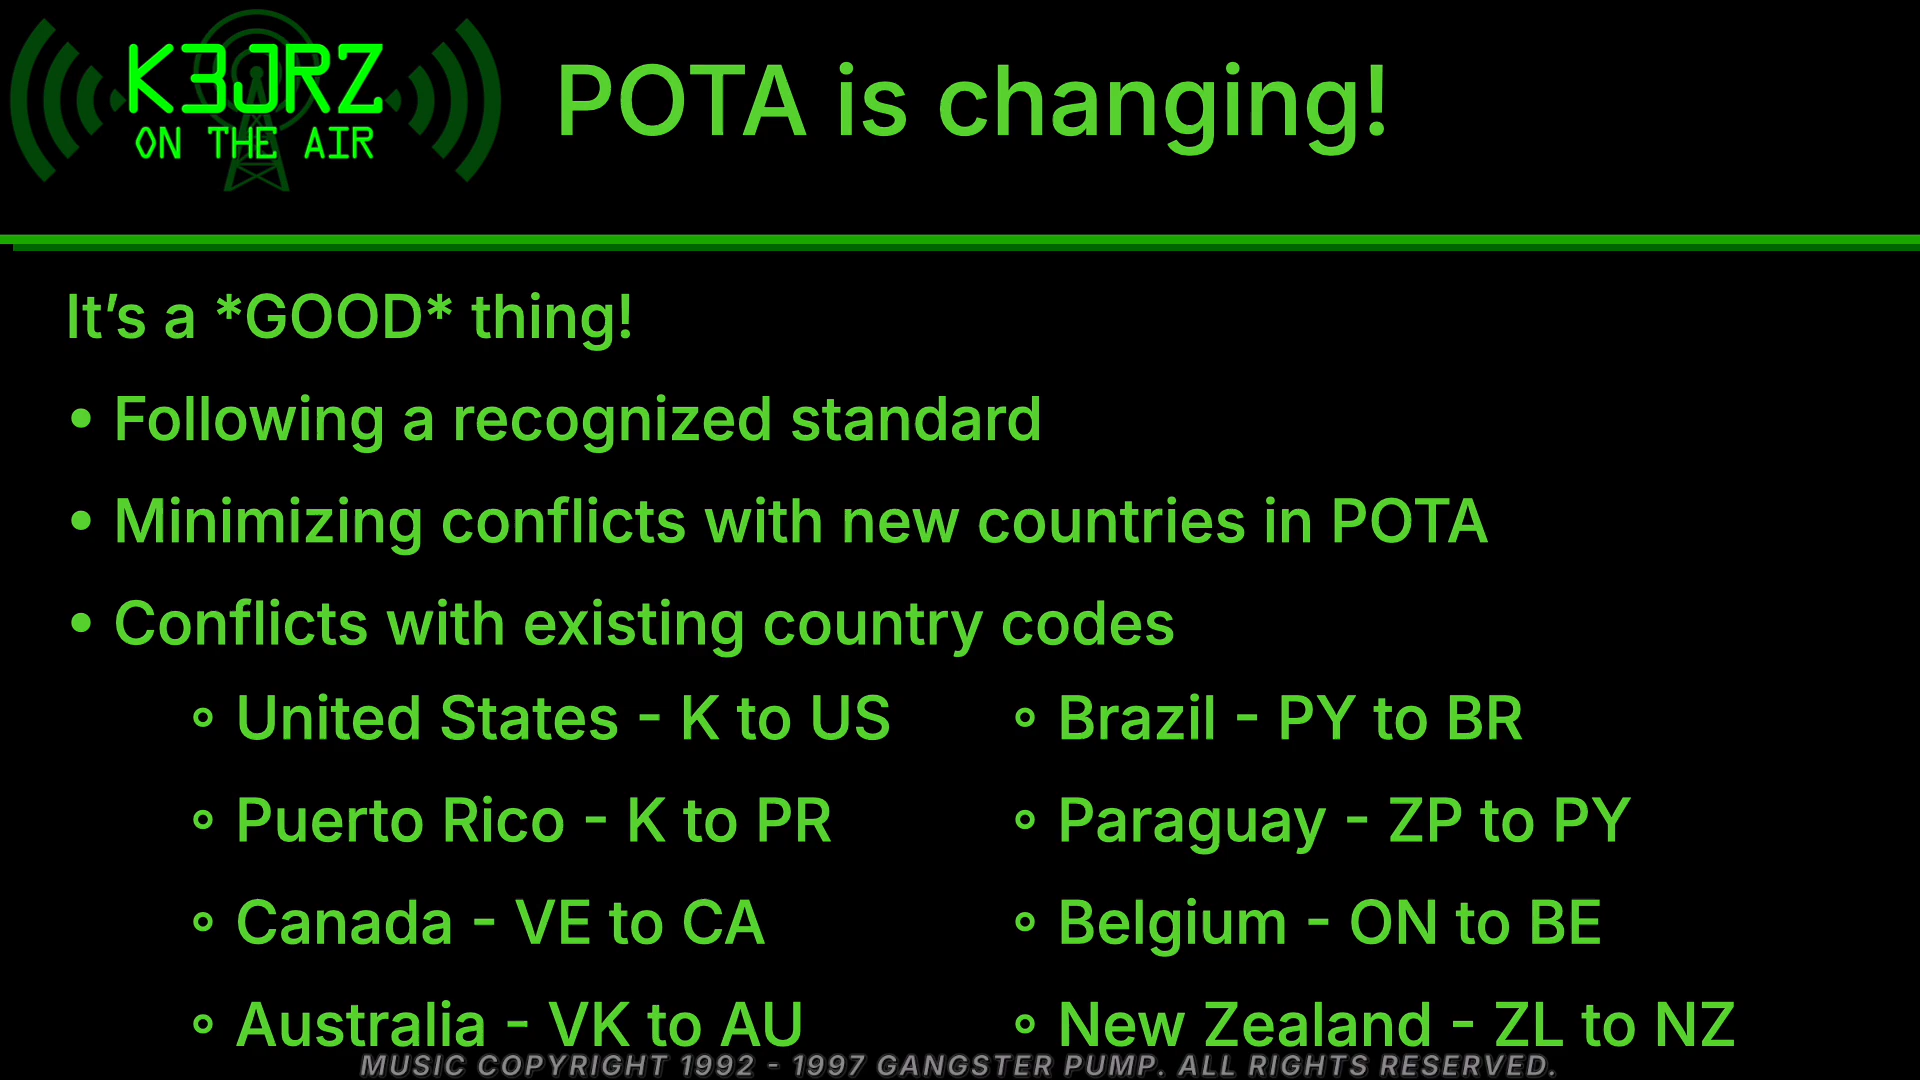 K3JRZ
ON THE AIR
POTA is changing!
It’s a *GOOD* thing!
• Following a recognized standard
• Minimizing conflicts with new countries in POTA
• Conflicts with existing country codes
◦ United States - K to US
◦ Puerto Rico - K to PR
◦ Canada - VE to CA
◦ Australia - VK to AU
◦ Brazil - PY to BR
◦ Paraguay - ZP to PY
◦ Belgium - ON to BE
◦ New Zealand - ZL to NZ
MUSIC COPYRIGHT 1992 - 1997 GANGSTER PUMP. ALL RIGHTS RESERVED.